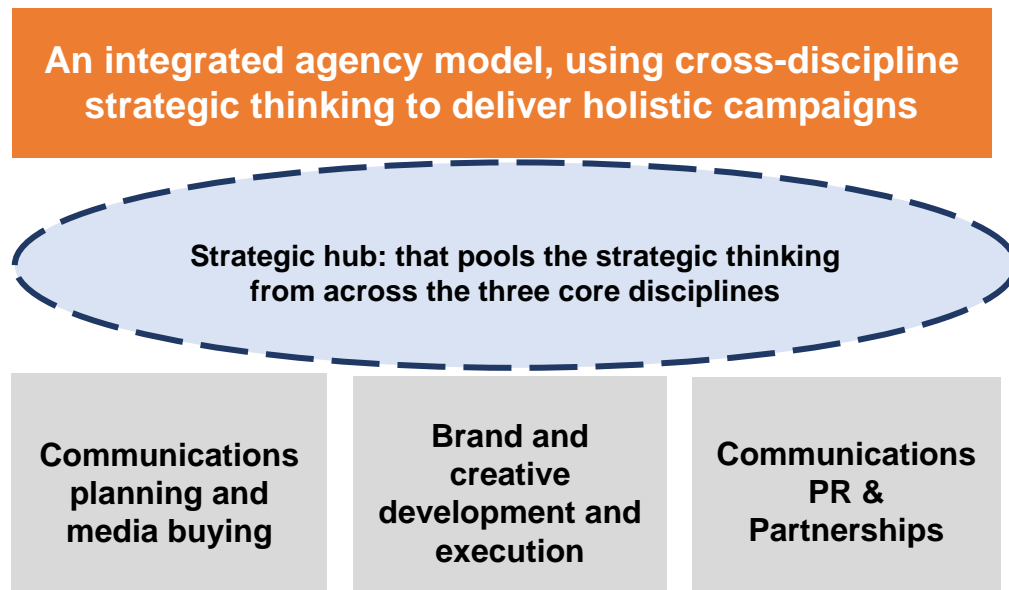 An integrated agency model, using cross-discipline
strategic thinking to deliver holistic campaigns
Strategic hub: that pools the strategic thinking
from across the three core disciplines
Communications
planning and
media buying
Brand and
creative
development and
execution
Communications
PR &
Partnerships